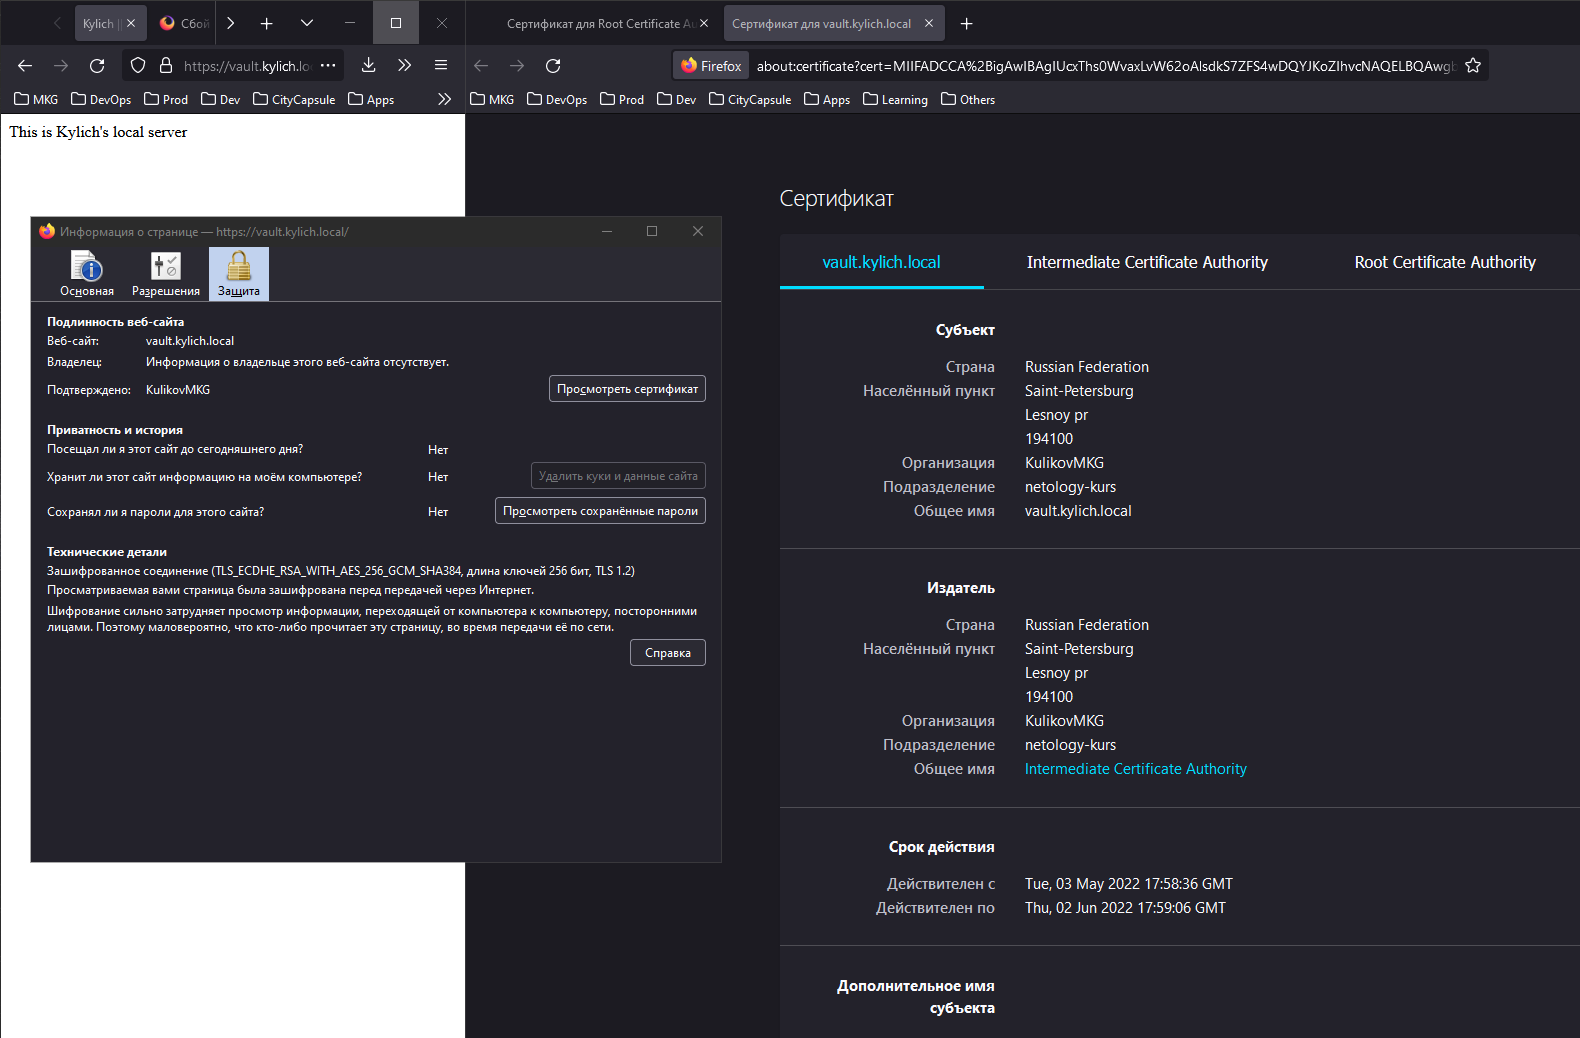 Kylich ||
Сбой
https://vault.kylich.lo
MKG
DevOps
Prod
Dev
CityCapsule
Apps
This is Kylich's local server
Сертификат для Root Certificate Au
Сертификат для vault.kylich.local
Firefox
about:certificate?cert=MIIFADCCA%2BigAwIBAgIUcxThs0WvaxLvW62oAlsdkS7ZFS4wDQYJKoZIhvcNAQELBQAwgb
MKG
DevOps
Prod
Dev
CityCapsule
Apps
Learning
Others
Информация о странице — https://vault.kylich.local/
Основная
Разрешения
Защита
Подлинность веб-сайта
Веб-сайт: vault.kylich.local
Владелец: Информация о владельце этого веб-сайта отсутствует.
Подтверждено: KulikovMKG
Просмотреть сертификат
Приватность и история
Посещал ли я этот сайт до сегодняшнего дня? Нет
Хранит ли этот сайт информацию на моём компьютере? Нет
Удалить куки и данные сайта
Сохранял ли я пароли для этого сайта? Нет
Просмотреть сохранённые пароли
Технические детали
Зашифрованное соединение (TLS_ECDHE_RSA_WITH_AES_256_GCM_SHA384, длина ключей 256 бит, TLS 1.2)
Просматриваемая вами страница была зашифрована перед передачей через Интернет.
Шифрование сильно затрудняет просмотр информации, переходящей от компьютера к компьютеру, посторонними
лицами. Поэтому маловероятно, что кто-либо прочитает эту страницу, во время передачи её по сети.
Справка
Сертификат
vault.kylich.local
Intermediate Certificate Authority
Root Certificate Authority
Субъект
Страна Russian Federation
Населённый пункт Saint-Petersburg
Lesnoy pr
194100
Организация KulikovMKG
Подразделение netology-kurs
Общее имя vault.kylich.local
Издатель
Страна Russian Federation
Населённый пункт Saint-Petersburg
Lesnoy pr
194100
Организация KulikovMKG
Подразделение netology-kurs
Общее имя Intermediate Certificate Authority
Срок действия
Действителен с Tue, 03 May 2022 17:58:36 GMT
Действителен по Thu, 02 Jun 2022 17:59:06 GMT
Дополнительное имя
субъекта